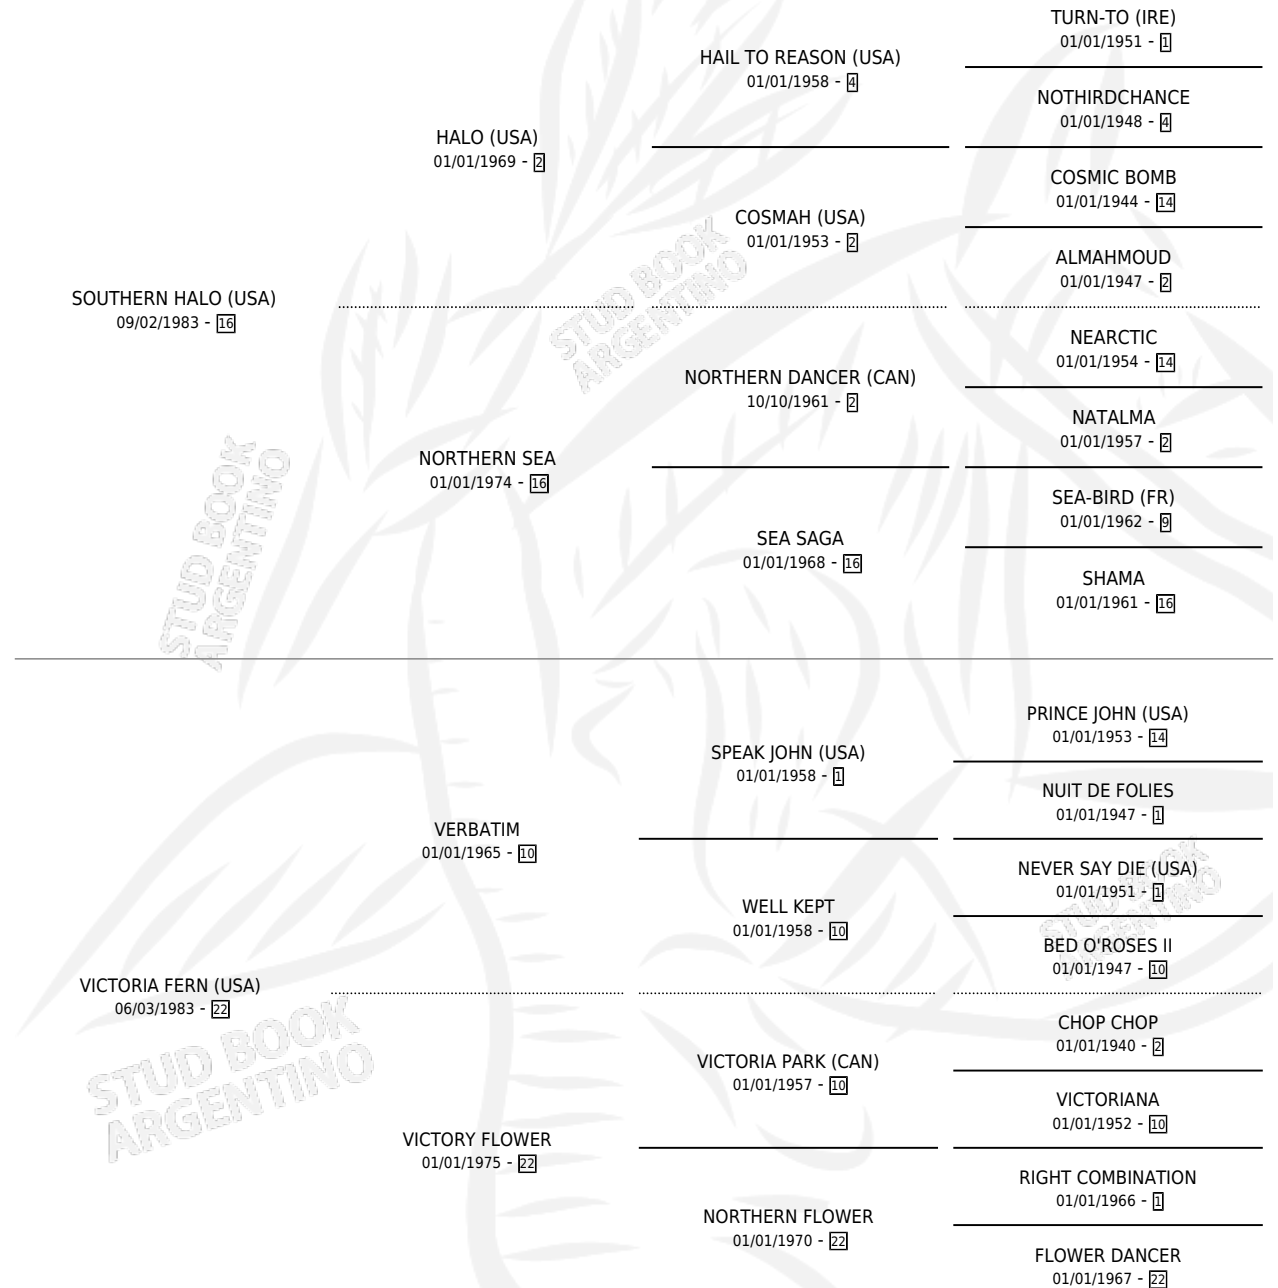 SOUTHERN HALO (USA)
09/02/1983 - 16
HALO (USA)
01/01/1969 - 2
HAIL TO REASON (USA)
01/01/1958 - 4
TURN-TO (IRE)
01/01/1951 - 1
NOTHIRDCHANCE
01/01/1948 - 4
COSMAH (USA)
01/01/1953 - 2
COSMIC BOMB
01/01/1944 - 14
ALMAHMOUD
01/01/1947 - 2
NORTHERN SEA
01/01/1974 - 16
NORTHERN DANCER (CAN)
10/10/1961 - 2
NEARCTIC
01/01/1954 - 14
NATALMA
01/01/1957 - 2
SEA SAGA
01/01/1968 - 16
SEA-BIRD (FR)
01/01/1962 - 9
SHAMA
01/01/1961 - 16
VICTORIA FERN (USA)
06/03/1983 - 22
VERBATIM
01/01/1965 - 10
SPEAK JOHN (USA)
01/01/1958 - 1
PRINCE JOHN (USA)
01/01/1953 - 14
NUIT DE FOLIES
01/01/1947 - 1
WELL KEPT
01/01/1958 - 10
NEVER SAY DIE (USA)
01/01/1951 - 1
BED O'ROSES II
01/01/1947 - 10
VICTORY FLOWER
01/01/1975 - 22
VICTORIA PARK (CAN)
01/01/1957 - 10
CHOP CHOP
01/01/1940 - 2
VICTORIANA
01/01/1952 - 10
NORTHERN FLOWER
01/01/1970 - 22
RIGHT COMBINATION
01/01/1966 - 1
FLOWER DANCER
01/01/1967 - 22
STUD BOOK
ARGENTINO
STUD BOOK
ARGENTINO
STUD BOOK
ARGENTINO
STUD BOOK
ARGENTINO